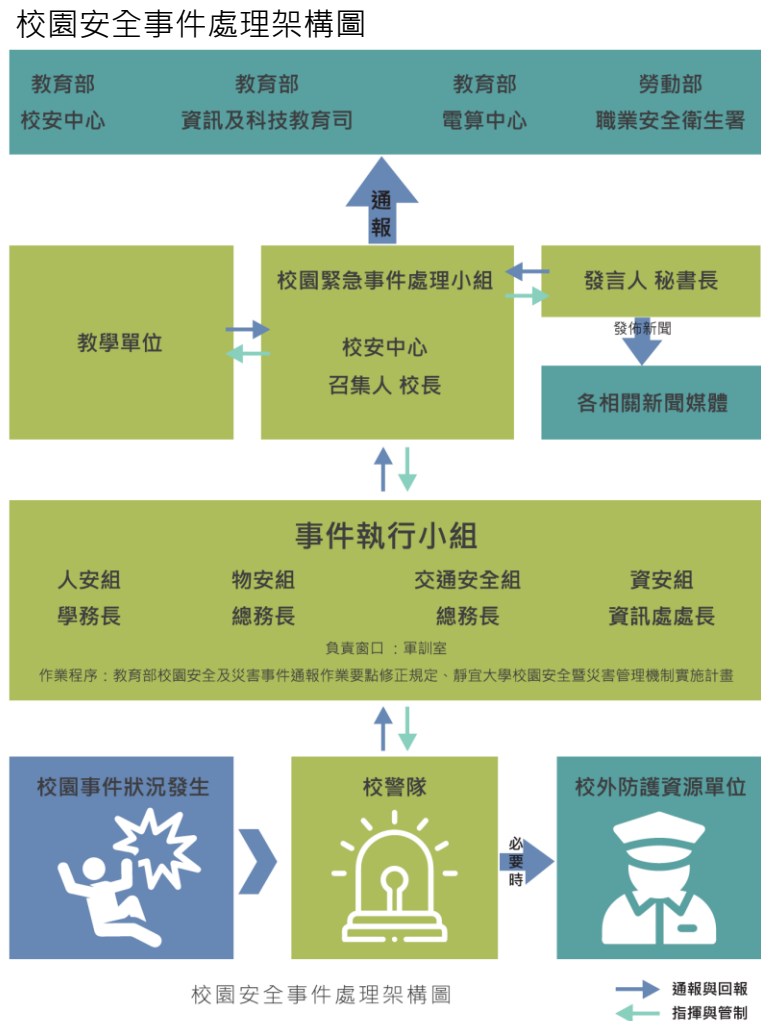 校園安全事件處理架構圖
教育部
校安中心
教育部
資訊及科技教育司
教育部
電算中心
勞動部
職業安全衛生署
通
報
教學單位
校園緊急事件處理小組
校安中心
召集人 校長
發言人 秘書長
發佈新聞
各相關新聞媒體
事件執行小組
人安組
學務長
物安組
總務長
交通安全組
總務長
資安組
資訊處處長
負責窗口 ：軍訓室
作業程序：教育部校園安全及災害事件通報作業要點修正規定、靜宜大學校園安全暨災害管理機制實施計畫
校園事件狀況發生
校警隊
必
要
時
校外防護資源單位
校園安全事件處理架構圖
通報與回報
指揮與管制